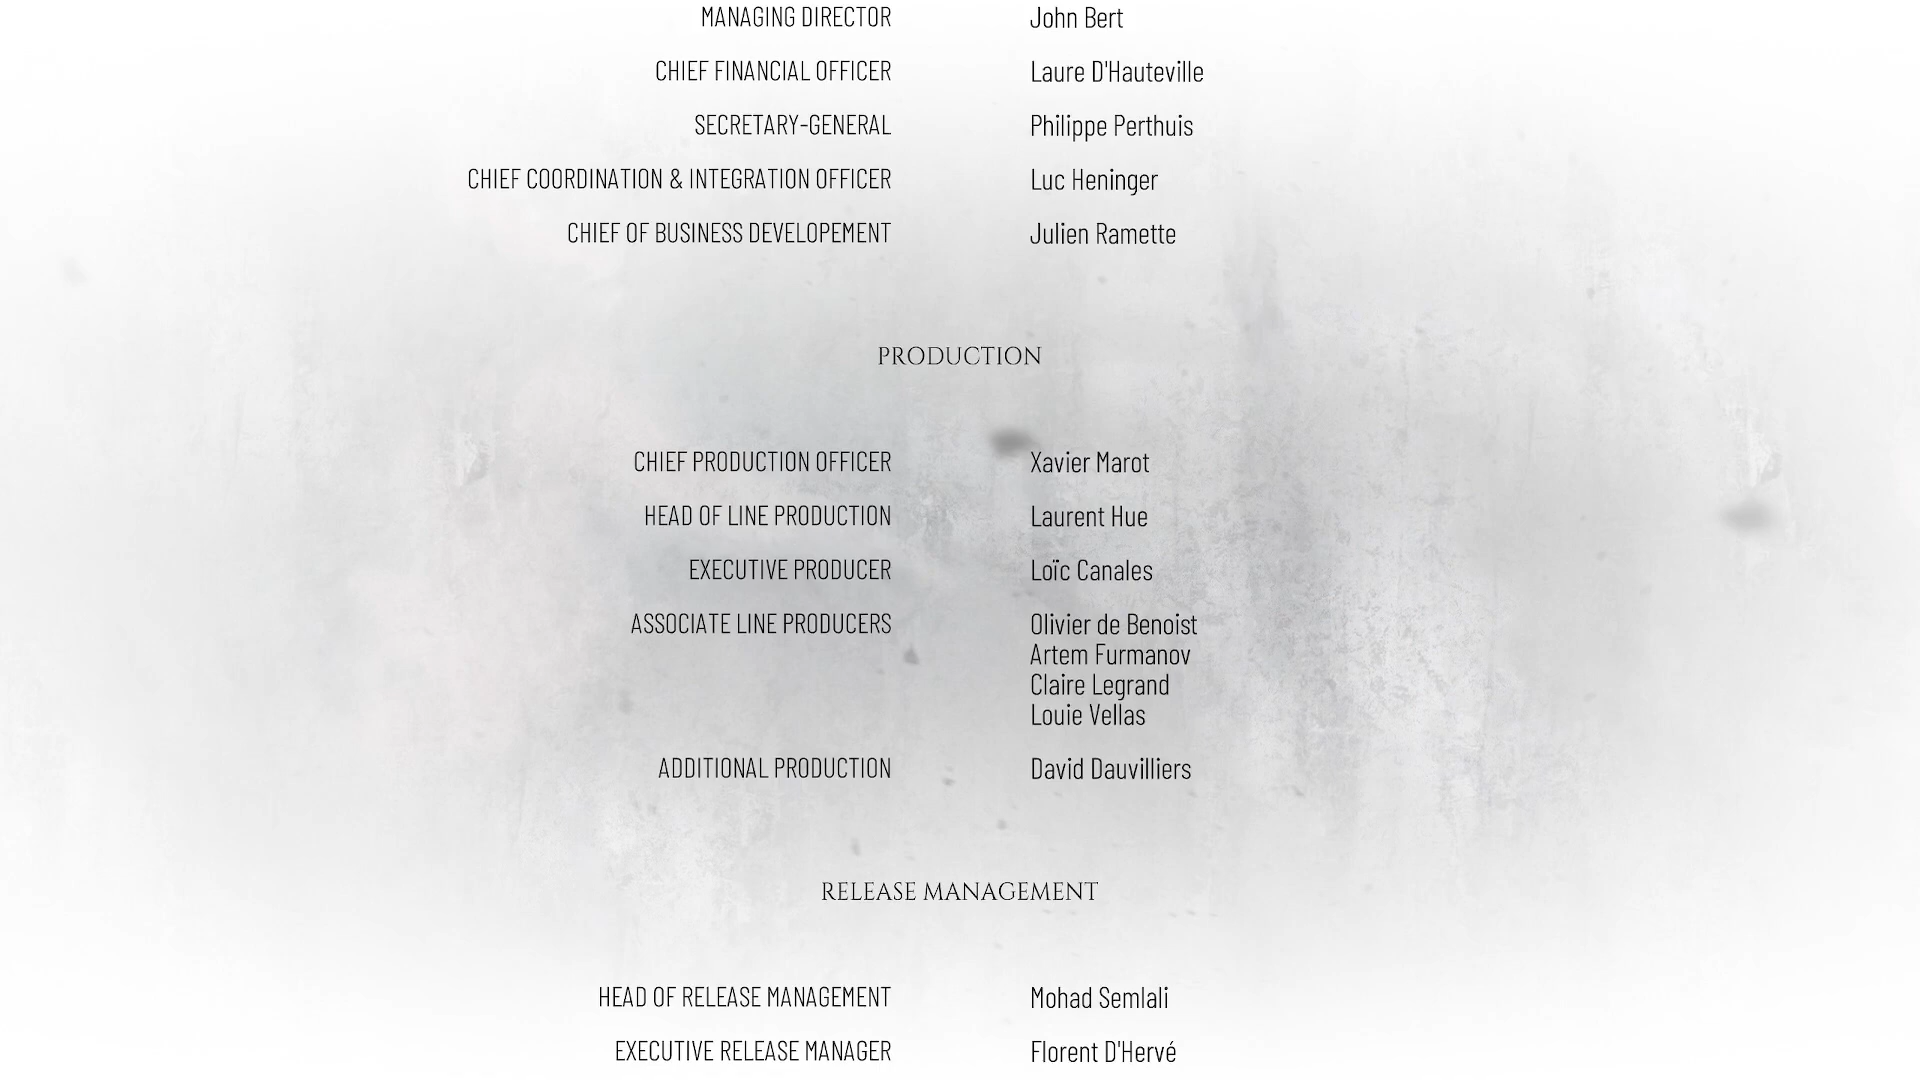 MANAGING DIRECTOR John Bert
CHIEF FINANCIAL OFFICER Laure D'Hauteville
SECRETARY-GENERAL Philippe Perthuis
CHIEF COORDINATION & INTEGRATION OFFICER Luc Heninger
CHIEF OF BUSINESS DEVELOPEMENT Julien Ramette
PRODUCTION
CHIEF PRODUCTION OFFICER Xavier Marot
HEAD OF LINE PRODUCTION Laurent Hue
EXECUTIVE PRODUCER Loïc Canales
ASSOCIATE LINE PRODUCERS Olivier de Benoist
Artem Furmanov
Claire Legrand
Louie Vellas
ADDITIONAL PRODUCTION David Dauvilliers
RELEASE MANAGEMENT
HEAD OF RELEASE MANAGEMENT Mohad Semlali
EXECUTIVE RELEASE MANAGER Florent D'Hervé